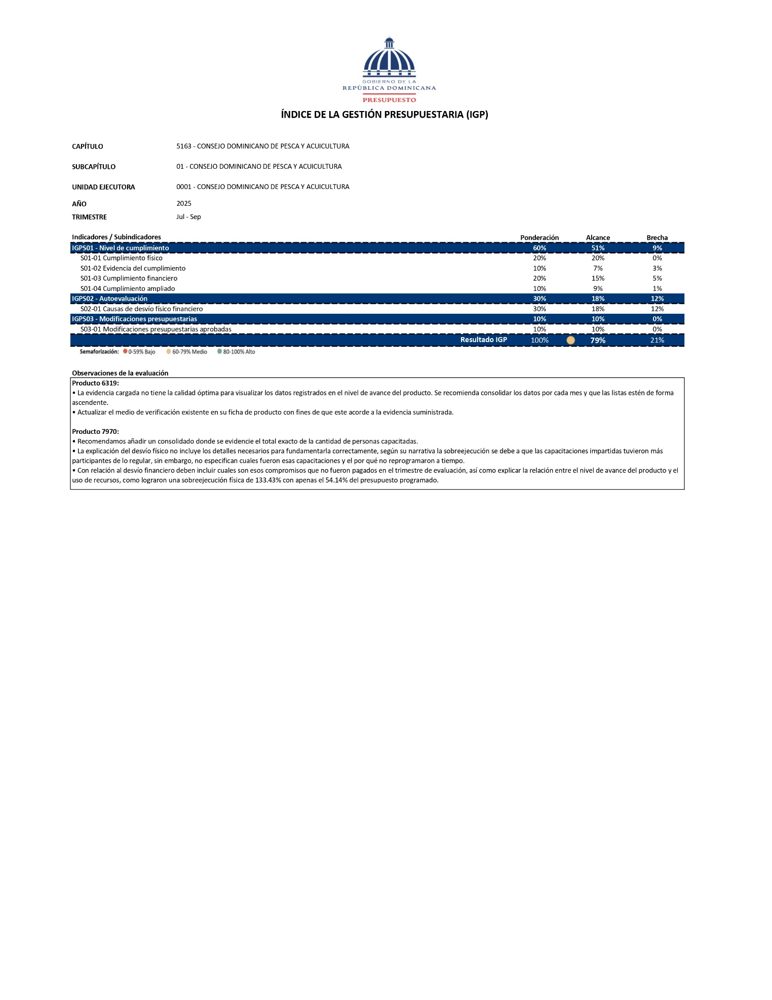 GOBIERNO DE LA
REPÚBLICA DOMINICANA
PRESUPUESTO
ÍNDICE DE LA GESTIÓN PRESUPUESTARIA (IGP)
CAPÍTULO 5163 - CONSEJO DOMINICANO DE PESCA Y ACUICULTURA
SUBCAPÍTULO 01 - CONSEJO DOMINICANO DE PESCA Y ACUICULTURA
UNIDAD EJECUTORA 0001 - CONSEJO DOMINICANO DE PESCA Y ACUICULTURA
AÑO 2025
TRIMESTRE Jul - Sep
Indicadores / Subindicadores Ponderación Alcance Brecha
IGPS01 - Nivel de cumplimiento 60% 51% 9%
S01-01 Cumplimiento físico 20% 20% 0%
S01-02 Evidencia del cumplimiento 10% 7% 3%
S01-03 Cumplimiento financiero 20% 15% 5%
S01-04 Cumplimiento ampliado 10% 9% 1%
IGPS02 - Autoevaluación 30% 18% 12%
S02-01 Causas de desvío físico financiero 30% 18% 12%
IGPS03 - Modificaciones presupuestarias 10% 10% 0%
S03-01 Modificaciones presupuestarias aprobadas 10% 10% 0%
Resultado IGP 100% 79% 21%
Semaforización: 0-59% Bajo 60-79% Medio 80-100% Alto
Observaciones de la evaluación
Producto 6319:
• La evidencia cargada no tiene la calidad óptima para visualizar los datos registrados en el nivel de avance del producto. Se recomienda consolidar los datos por cada mes y que las listas estén de forma
ascendente.
• Actualizar el medio de verificación existente en su ficha de producto con fines de que este acorde a la evidencia suministrada.
Producto 7970:
• Recomendamos añadir un consolidado donde se evidencie el total exacto de la cantidad de personas capacitadas.
• La explicación del desvío físico no incluye los detalles necesarios para fundamentarla correctamente, según su narrativa la sobreejecución se debe a que las capacitaciones impartidas tuvieron más
participantes de lo regular, sin embargo, no especifican cuales fueron esas capacitaciones y el por qué no reprogramaron a tiempo.
• Con relación al desvío financiero deben incluir cuales son esos compromisos que no fueron pagados en el trimestre de evaluación, así como explicar la relación entre el nivel de avance del producto y el
uso de recursos, como lograron una sobreejecución física de 133.43% con apenas el 54.14% del presupuesto programado.